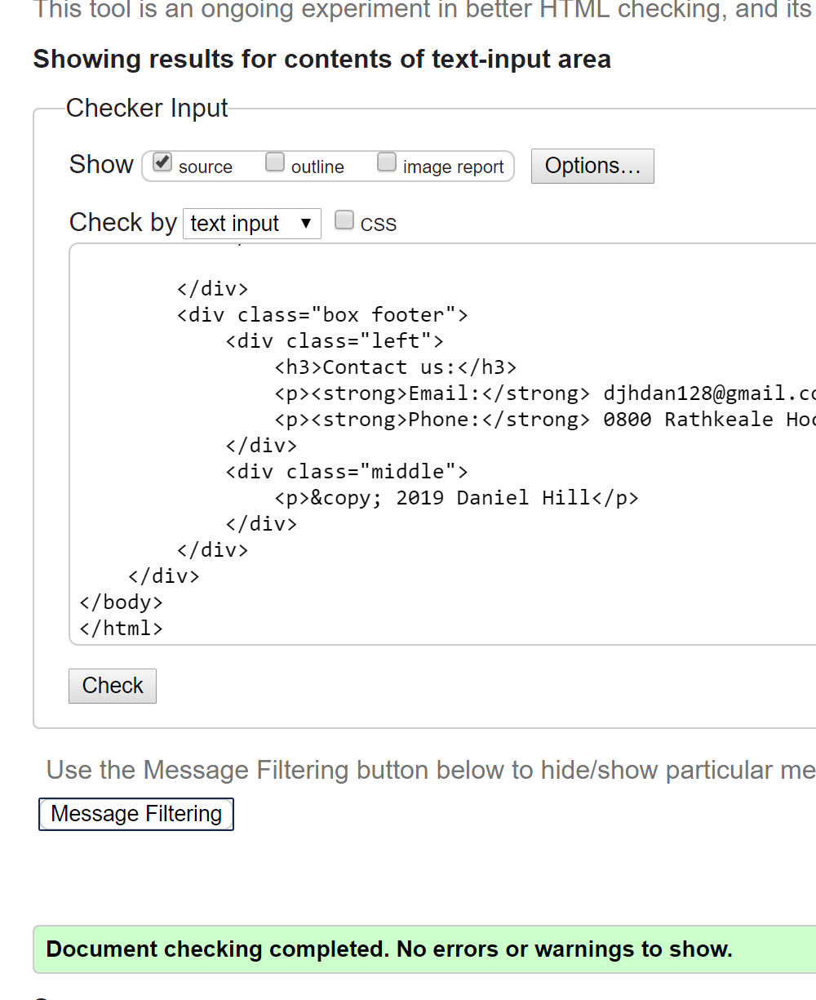 This tool is an ongoing experiment in better HTML checking, and its
Showing results for contents of text-input area
Checker Input
Show source outline image report Options...
Check by text input CSS
</div>
<div class="box footer">
<div class="left">
<h3>Contact us:</h3>
<p><strong>Email:</strong> djhdan128@gmail.co
<p><strong>Phone:</strong> 0800 Rathkeale Hoc
</div>
<div class="middle">
<p>&copy; 2019 Daniel Hill</p>
</div>
</div>
</div>
</body>
</html>
Check
Use the Message Filtering button below to hide/show particular me
Message Filtering
Document checking completed. No errors or warnings to show.